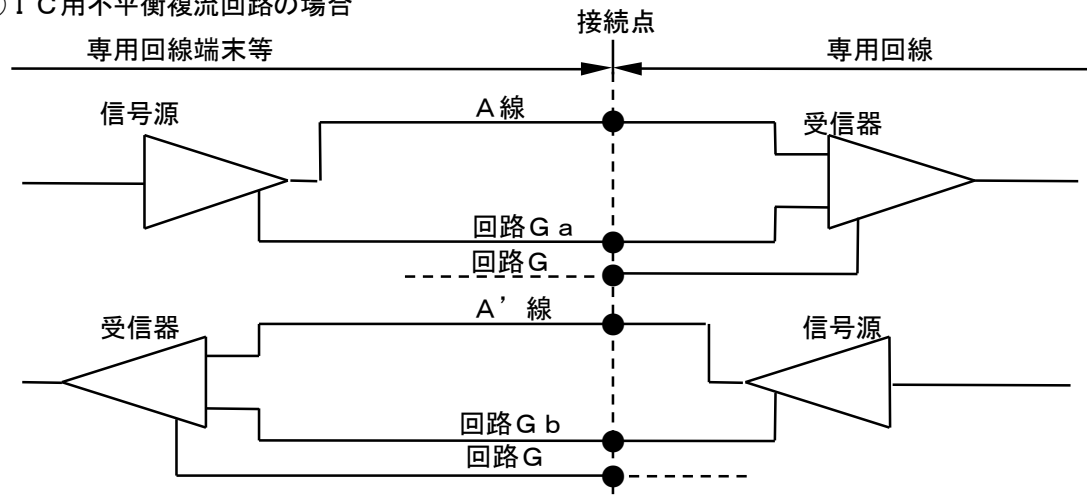 ＩＣ用不平衡複流回路の場合
接続点
専用回線端末等
専用回線
信号源
Ａ線
受信器
回路Ｇａ
回路Ｇ
Ａ’線
受信器
信号源
回路Ｇｂ
回路Ｇ